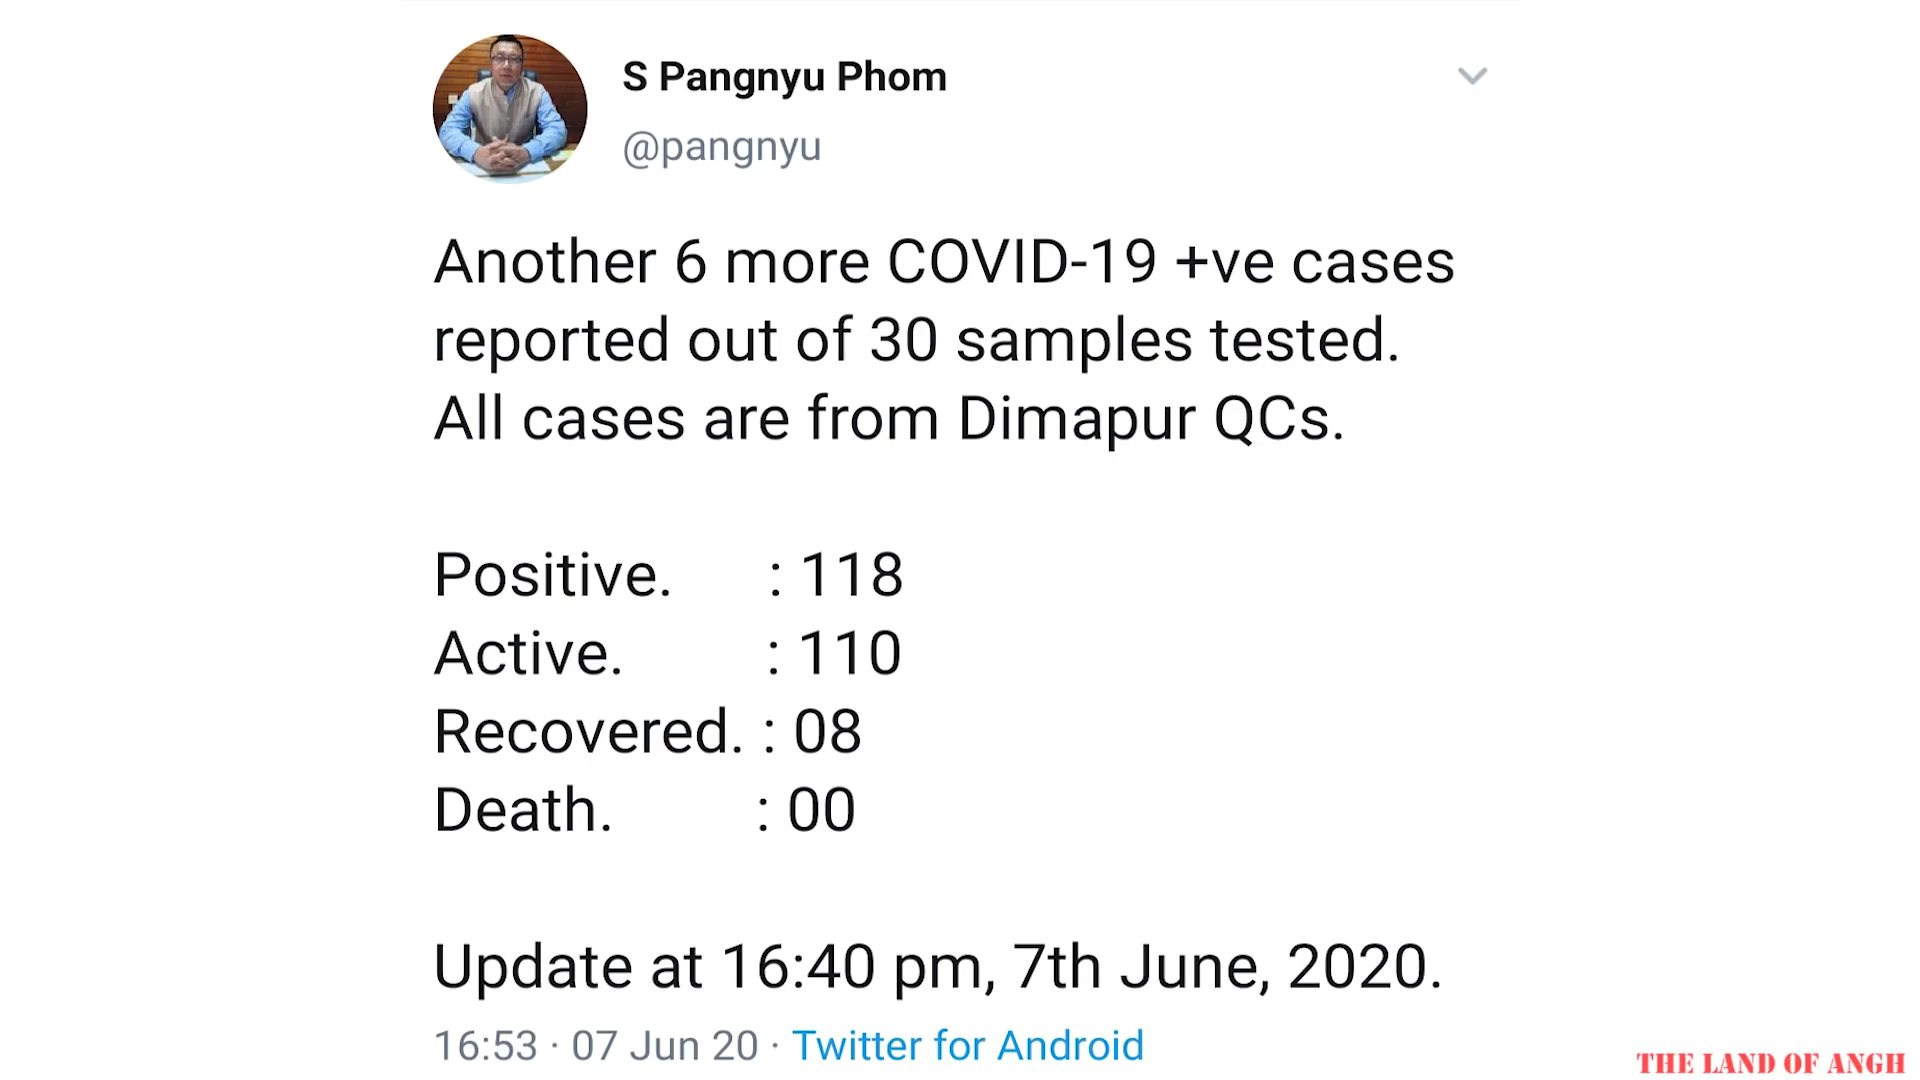 S Pangnyu Phom
@pangnyu
Another 6 more COVID-19 +ve cases
reported out of 30 samples tested.
All cases are from Dimapur QCs.
Positive. : 118
Active. : 110
Recovered. : 08
Death. : 00
Update at 16:40 pm, 7th June, 2020.
16:53 · 07 Jun 20 · Twitter for Android
THE LAND OF ANGH